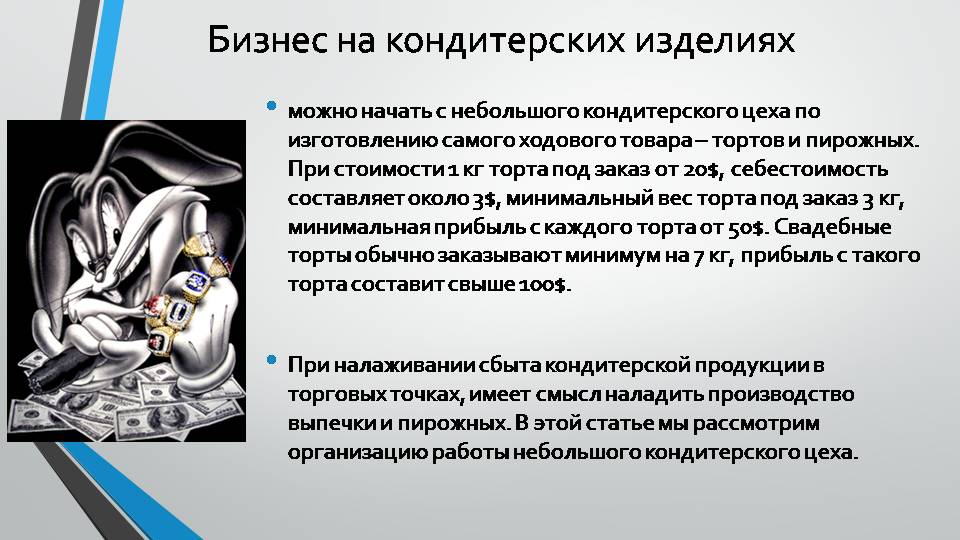 Бизнес на кондитерских изделиях
• можно начать с небольшого кондитерского цеха по
изготовлению самого ходового товара – тортов и пирожных.
При стоимости 1 кг торта под заказ от 20$, себестоимость
составляет около 3$, минимальный вес торта под заказ 3 кг,
минимальная прибыль с каждого торта от 50$. Свадебные
торты обычно заказывают минимум на 7 кг, прибыль с такого
торта составит свыше 100$.
• При налаживании сбыта кондитерской продукции в
торговых точках, имеет смысл наладить производство
выпечки и пирожных. В этой статье мы рассмотрим
организацию работы небольшого кондитерского цеха.